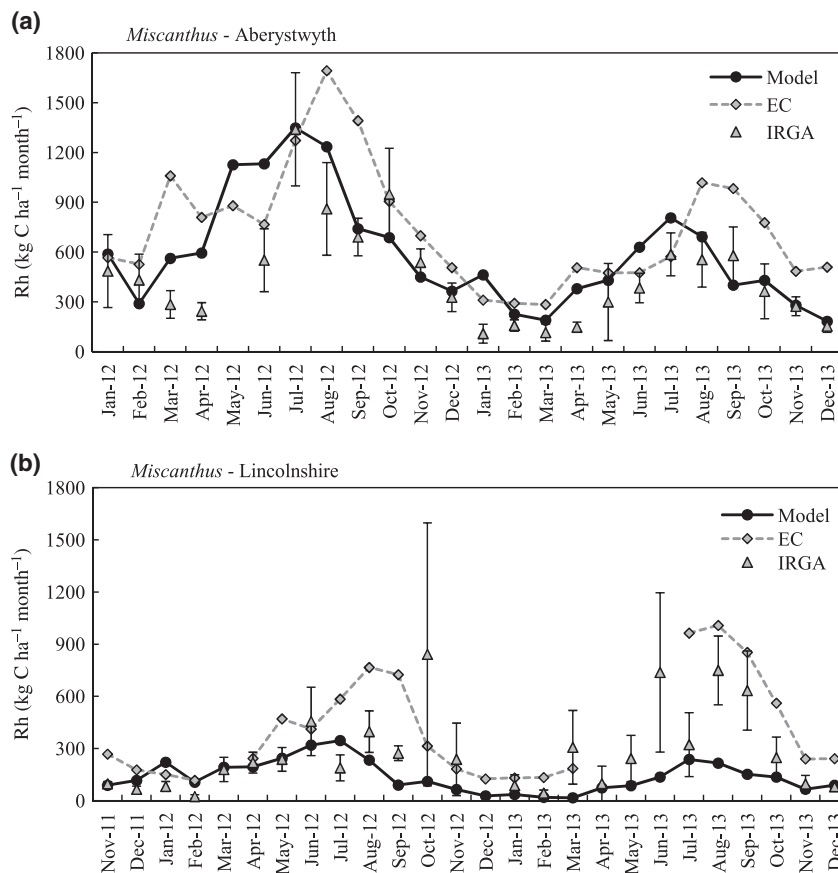 (a)
Miscanthus - Aberystwyth
1800
1500
1200
900
600
300
0
Rh (kg C ha⁻¹ month⁻¹)
Model
EC
IRGA
Jan-12
Feb-12
Mar-12
Apr-12
May-12
Jun-12
Jul-12
Aug-12
Sep-12
Oct-12
Nov-12
Dec-12
Jan-13
Feb-13
Mar-13
Apr-13
May-13
Jun-13
Jul-13
Aug-13
Sep-13
Oct-13
Nov-13
Dec-13
(b)
Miscanthus - Lincolnshire
1800
1500
1200
900
600
300
0
Rh (kg C ha⁻¹ month⁻¹)
Model
EC
IRGA
Nov-11
Dec-11
Jan-12
Feb-12
Mar-12
Apr-12
May-12
Jun-12
Jul-12
Aug-12
Sep-12
Oct-12
Nov-12
Dec-12
Jan-13
Feb-13
Mar-13
Apr-13
May-13
Jun-13
Jul-13
Aug-13
Sep-13
Oct-13
Nov-13
Dec-13